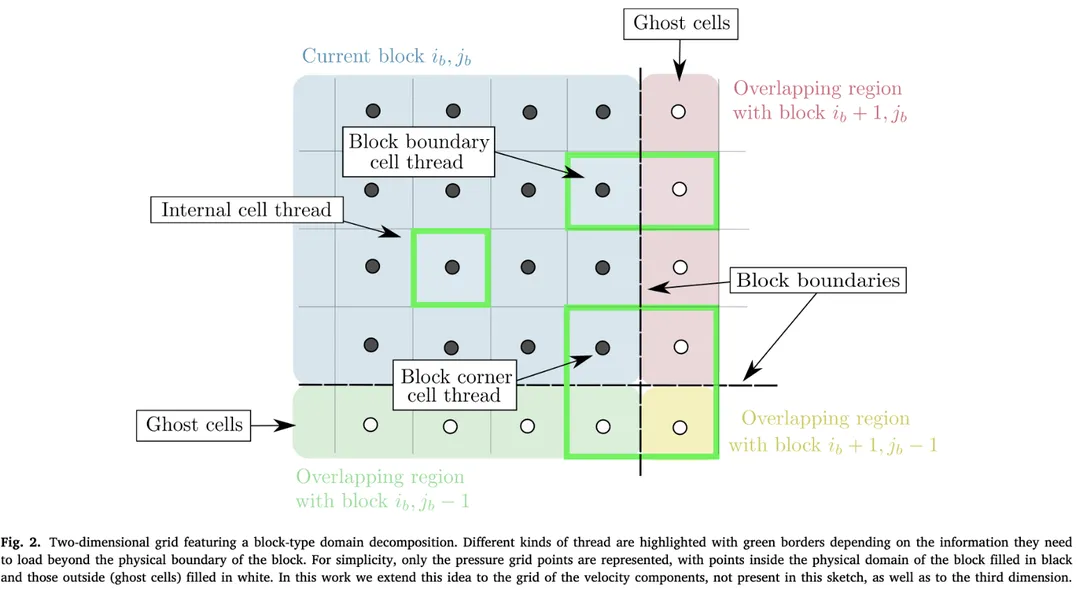 Ghost cells
Current block $i_b, j_b$
Overlapping region
with block $i_b + 1, j_b$
Block boundary
cell thread
Internal cell thread
Block boundaries
Block corner
cell thread
Ghost cells
Overlapping region
with block $i_b + 1, j_b - 1$
Overlapping region
with block $i_b, j_b - 1$
Fig. 2. Two-dimensional grid featuring a block-type domain decomposition. Different kinds of thread are highlighted with green borders depending on the information they need
to load beyond the physical boundary of the block. For simplicity, only the pressure grid points are represented, with points inside the physical domain of the block filled in black
and those outside (ghost cells) filled in white. In this work we extend this idea to the grid of the velocity components, not present in this sketch, as well as to the third dimension.